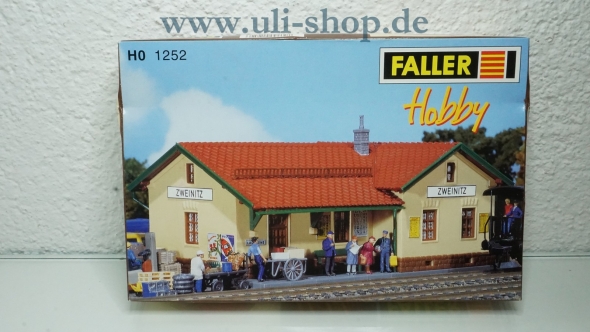 www.uli-shop.de
H0 1252
FALLER
Hobby
ZWEINITZ
ZWEINITZ